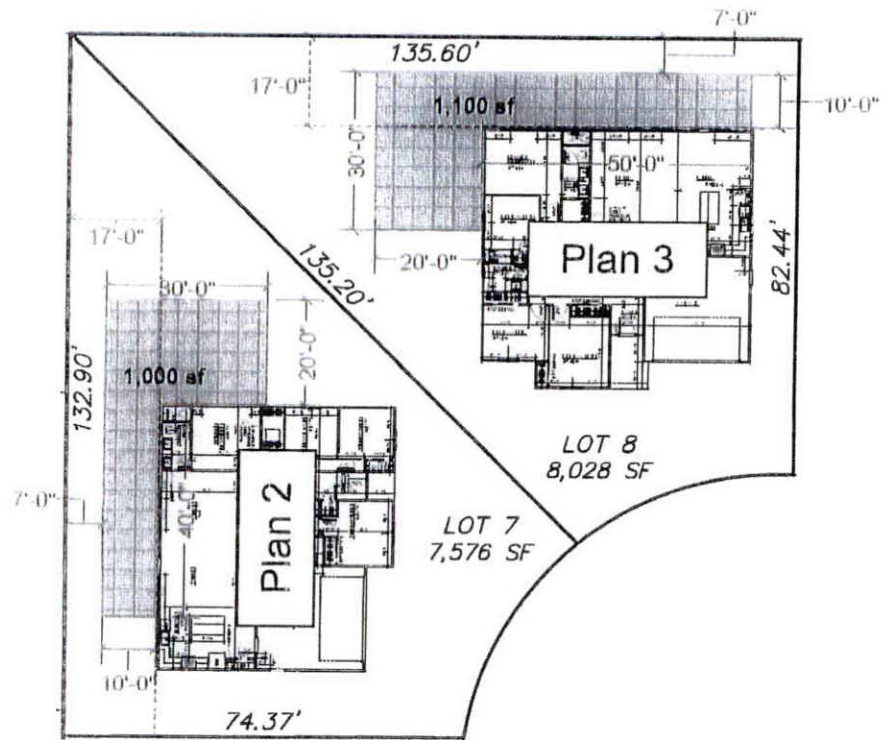 7'-0"
135.60'
17'-0"
1,100 sf
10'-0"
30'-0"
50'-0"
Plan 3
20'-0"
82.44'
17'-0"
135.20'
30'-0"
1,000 sf
20'-0"
132.90'
LOT 8
8,028 SF
7'-0"
40'-0"
Plan 2
LOT 7
7,576 SF
10'-0'
74.37'